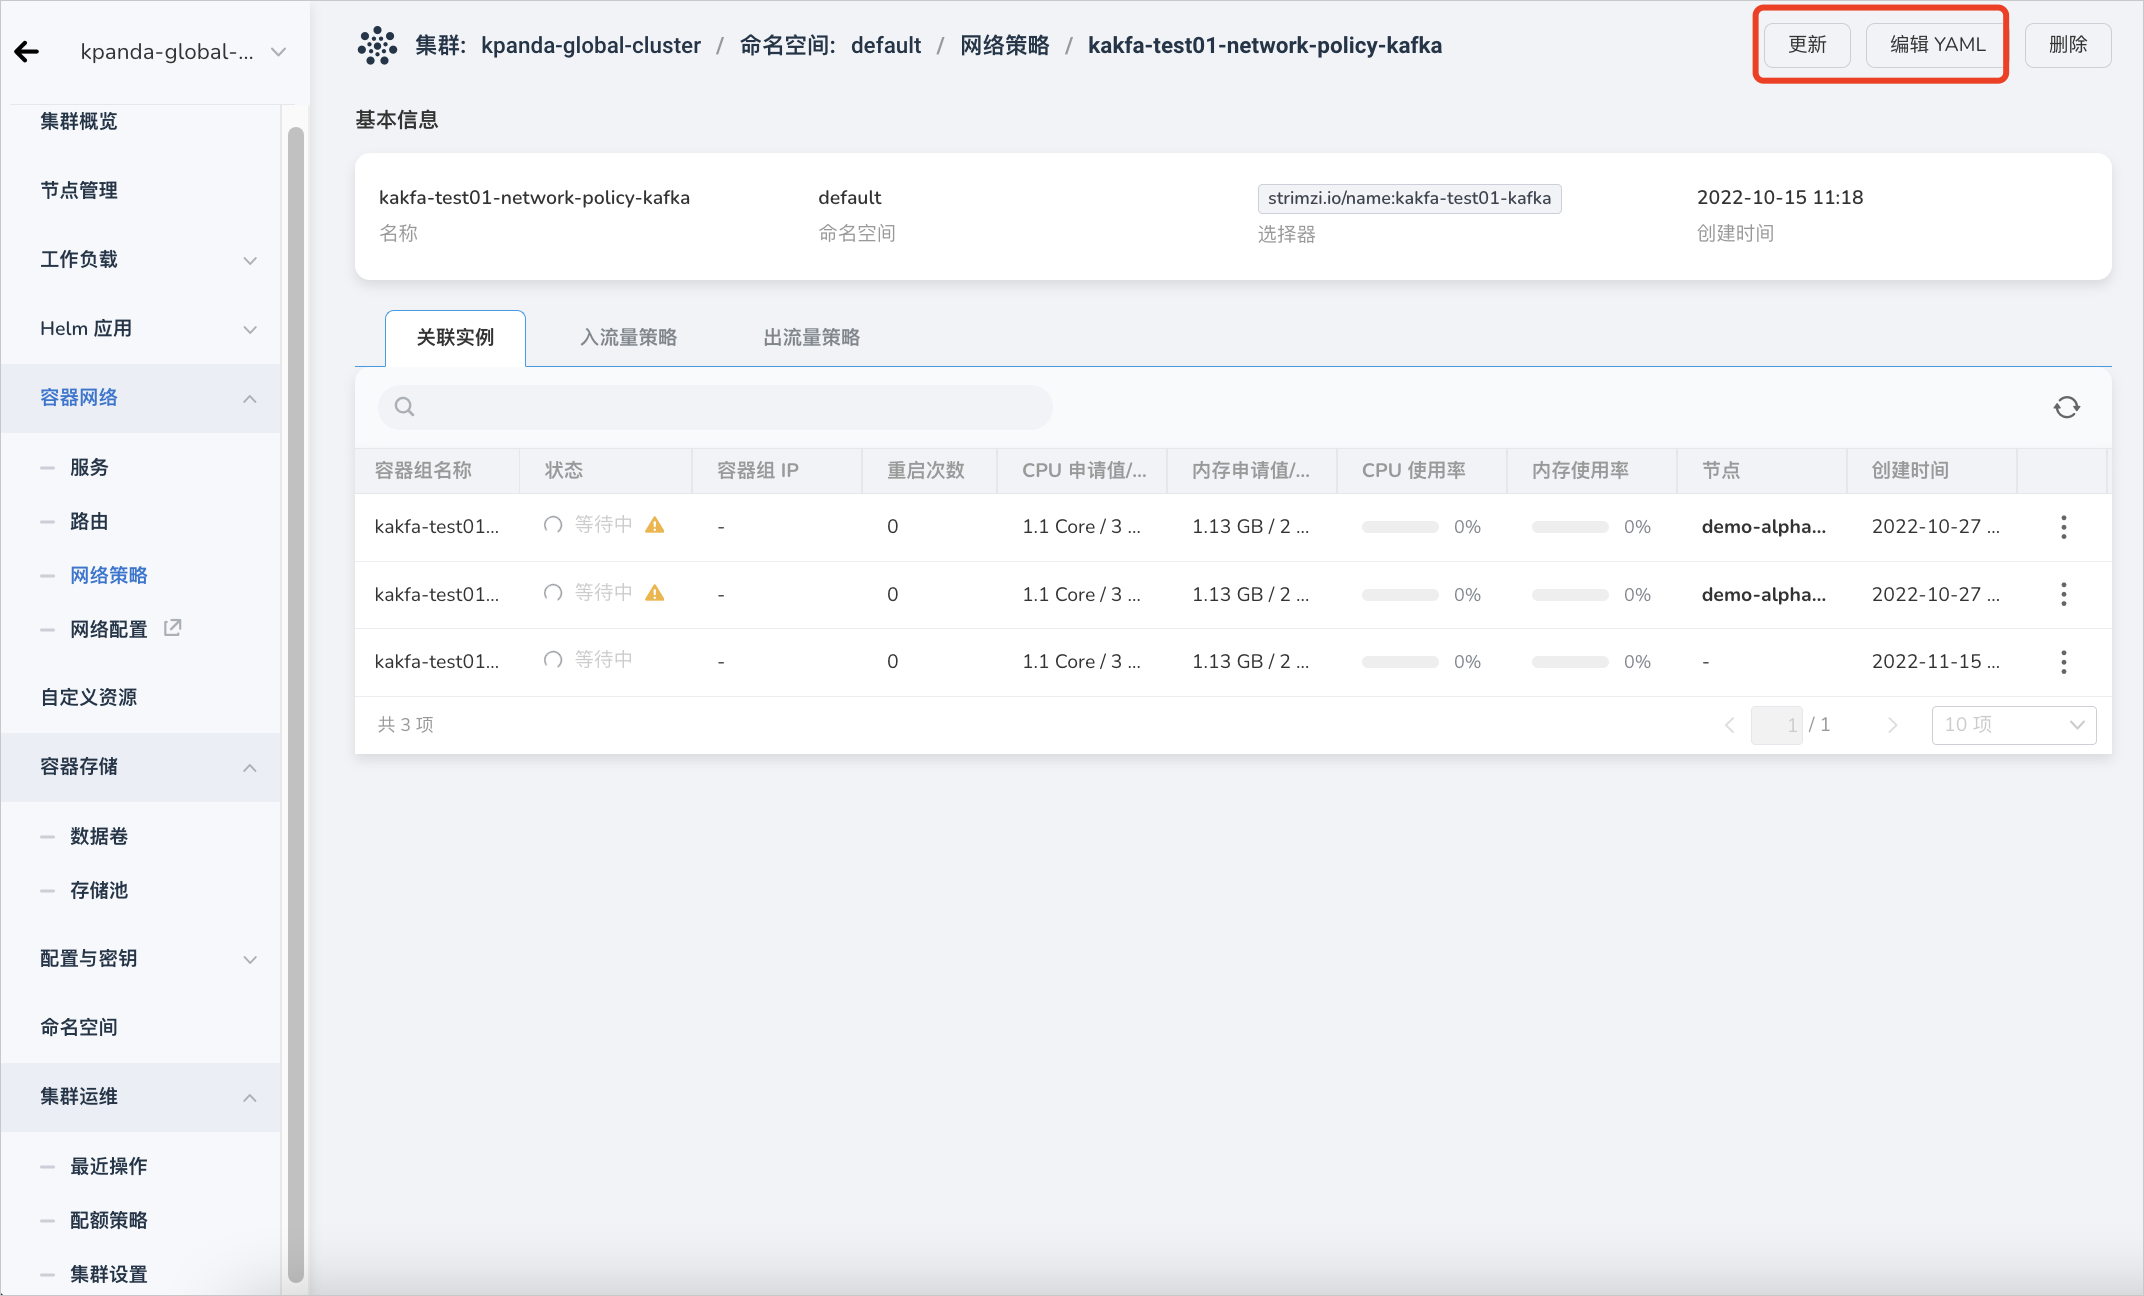 kpanda-global-...
集群: kpanda-global-cluster / 命名空间: default / 网络策略 / kakfa-test01-network-policy-kafka
更新
编辑 YAML
删除
集群概览
节点管理
工作负载
Helm 应用
容器网络
服务
路由
网络策略
网络配置
自定义资源
容器存储
数据卷
存储池
配置与密钥
命名空间
集群运维
最近操作
配额策略
集群设置
基本信息
kakfa-test01-network-policy-kafka
名称
default
命名空间
strimzi.io/name:kakfa-test01-kafka
选择器
2022-10-15 11:18
创建时间
关联实例 入流量策略 出流量策略
容器组名称 状态 容器组 IP 重启次数 CPU 申请值/... 内存申请值/... CPU 使用率 内存使用率 节点 创建时间
kakfa-test01... 等待中 - 0 1.1 Core / 3 ... 1.13 GB / 2 ... 0% 0% demo-alpha... 2022-10-27 ...
kakfa-test01... 等待中 - 0 1.1 Core / 3 ... 1.13 GB / 2 ... 0% 0% demo-alpha... 2022-10-27 ...
kakfa-test01... 等待中 - 0 1.1 Core / 3 ... 1.13 GB / 2 ... 0% 0% - 2022-11-15 ...
共 3 项 1 / 1 10 项